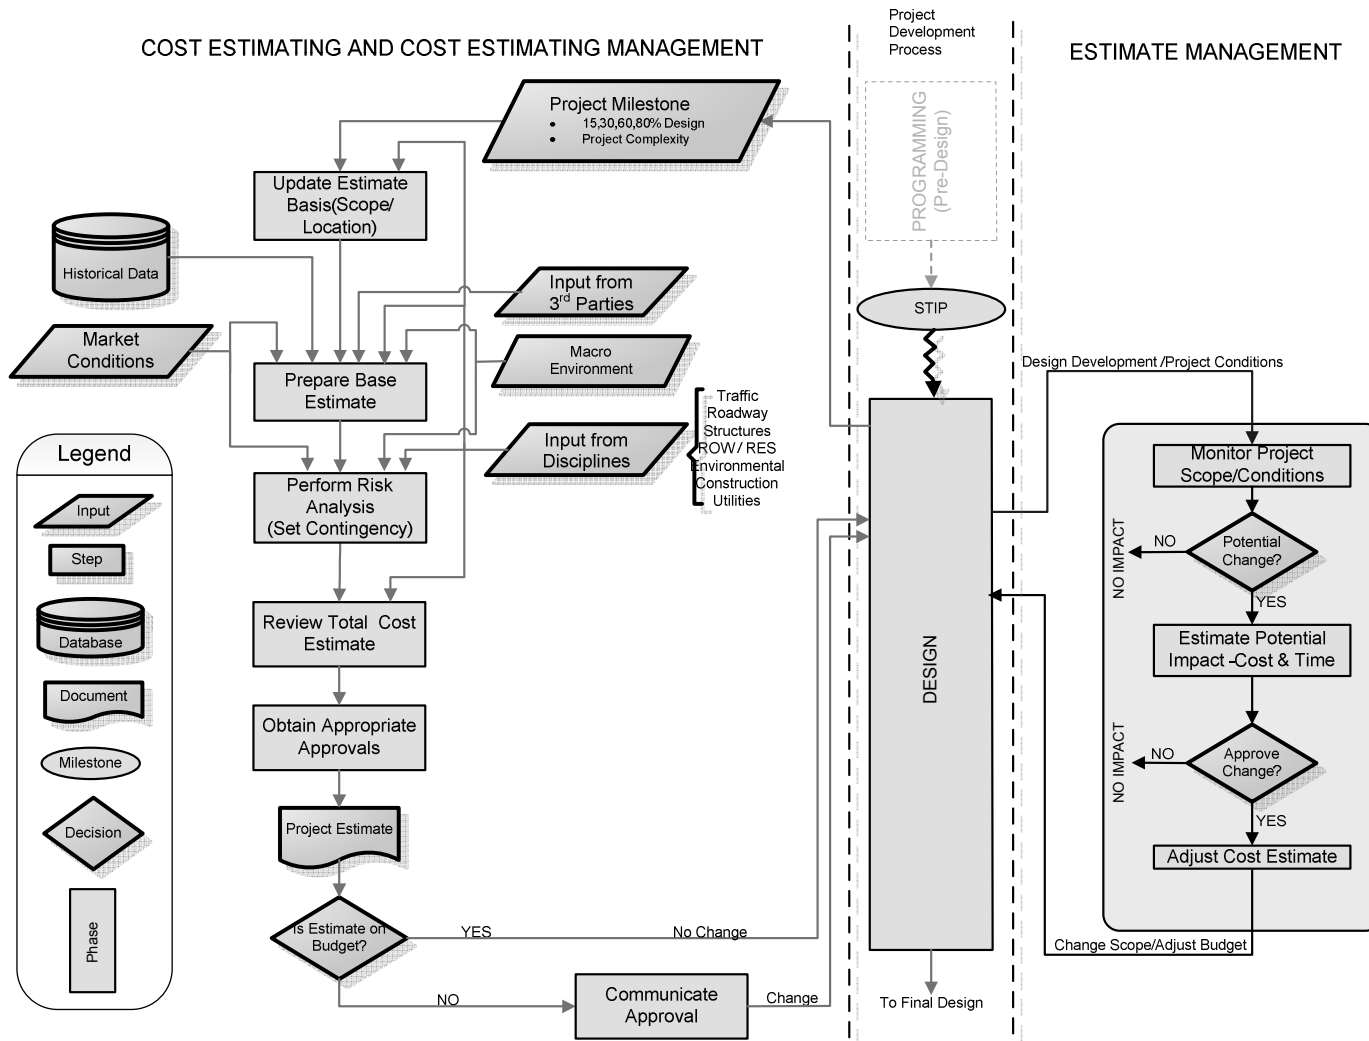 COST ESTIMATING AND COST ESTIMATING MANAGEMENT
Project
Development
Process
ESTIMATE MANAGEMENT
Project Milestone
• 15,30,60,80% Design
• Project Complexity
PROGRAMMING
(Pre-Design)
Update Estimate
Basis(Scope/
Location)
Historical Data
Input from
3rd Parties
STIP
Market
Conditions
Macro
Environment
Prepare Base
Estimate
Design Development /Project Conditions
Traffic
Roadway
Structures
ROW / RES
Environmental
Construction
Utilities
Input from
Disciplines
Perform Risk
Analysis
(Set Contingency)
Legend
Input
Step
Database
Document
Milestone
Decision
Phase
Review Total Cost
Estimate
Obtain Appropriate
Approvals
Project Estimate
Is Estimate on
Budget?
YES
No Change
NO
Communicate
Approval
Change
DESIGN
To Final Design
Monitor Project
Scope/Conditions
Potential
Change?
NO
NO IMPACT
YES
Estimate Potential
Impact -Cost & Time
Approve
Change?
NO
NO IMPACT
YES
Adjust Cost Estimate
Change Scope/Adjust Budget